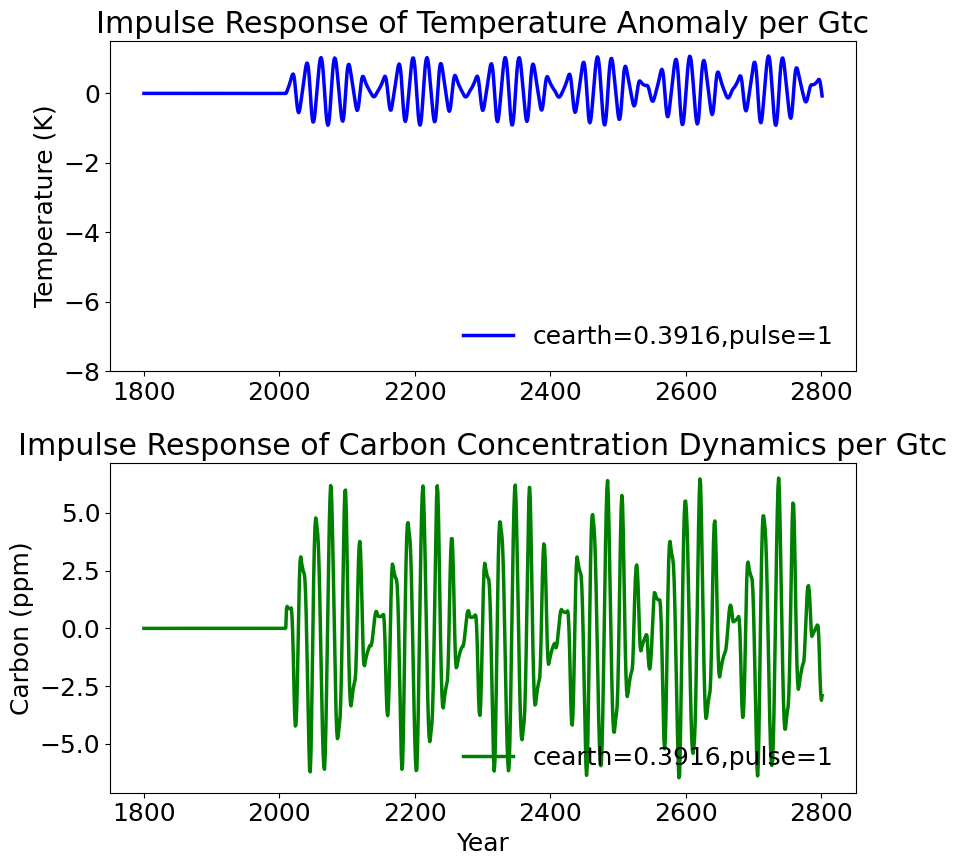 Impulse Response of Temperature Anomaly per Gtc
Temperature (K)
0
−2
−4
−6
−8
cearth=0.3916,pulse=1
1800 2000 2200 2400 2600 2800
Impulse Response of Carbon Concentration Dynamics per Gtc
Carbon (ppm)
5.0
2.5
0.0
−2.5
−5.0
cearth=0.3916,pulse=1
1800 2000 2200 2400 2600 2800
Year